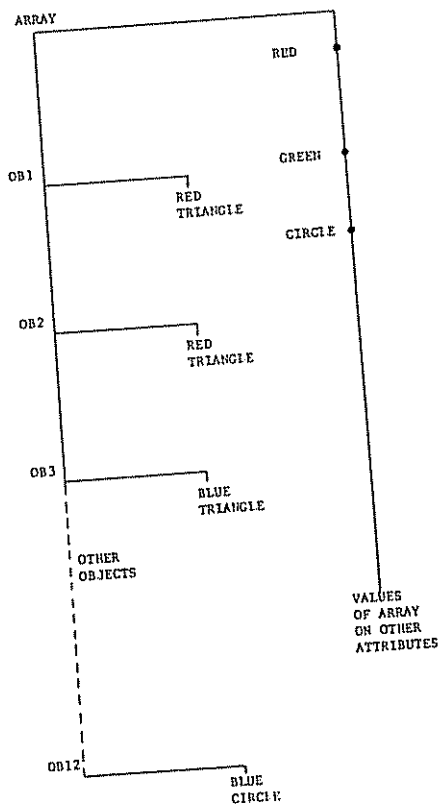 ARRAY
RED
GREEN
CIRCLE
OB1
RED
TRIANGLE
OB2
RED
TRIANGLE
OB3
BLUE
TRIANGLE
OTHER
OBJECTS
VALUES
OF ARRAY
ON OTHER
ATTRIBUTES
OB12
BLUE
CIRCLE